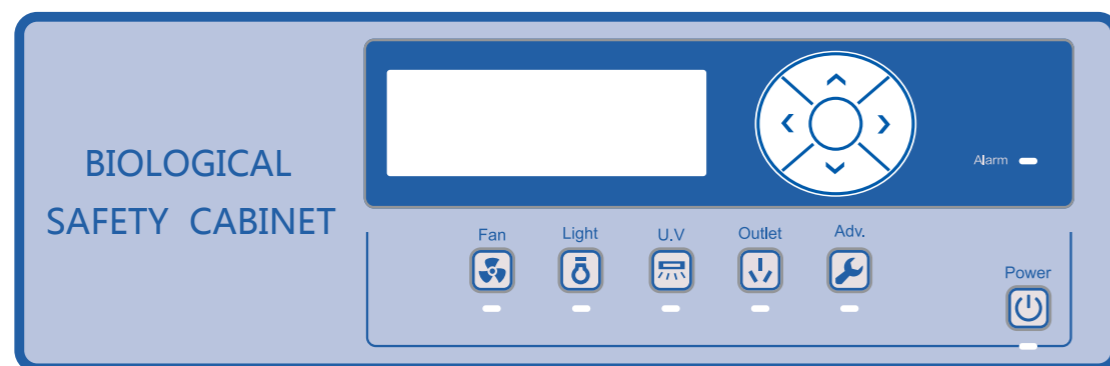 BIOLOGICAL
SAFETY CABINET
Alarm
Fan Light U.V Outlet Adv.
Power